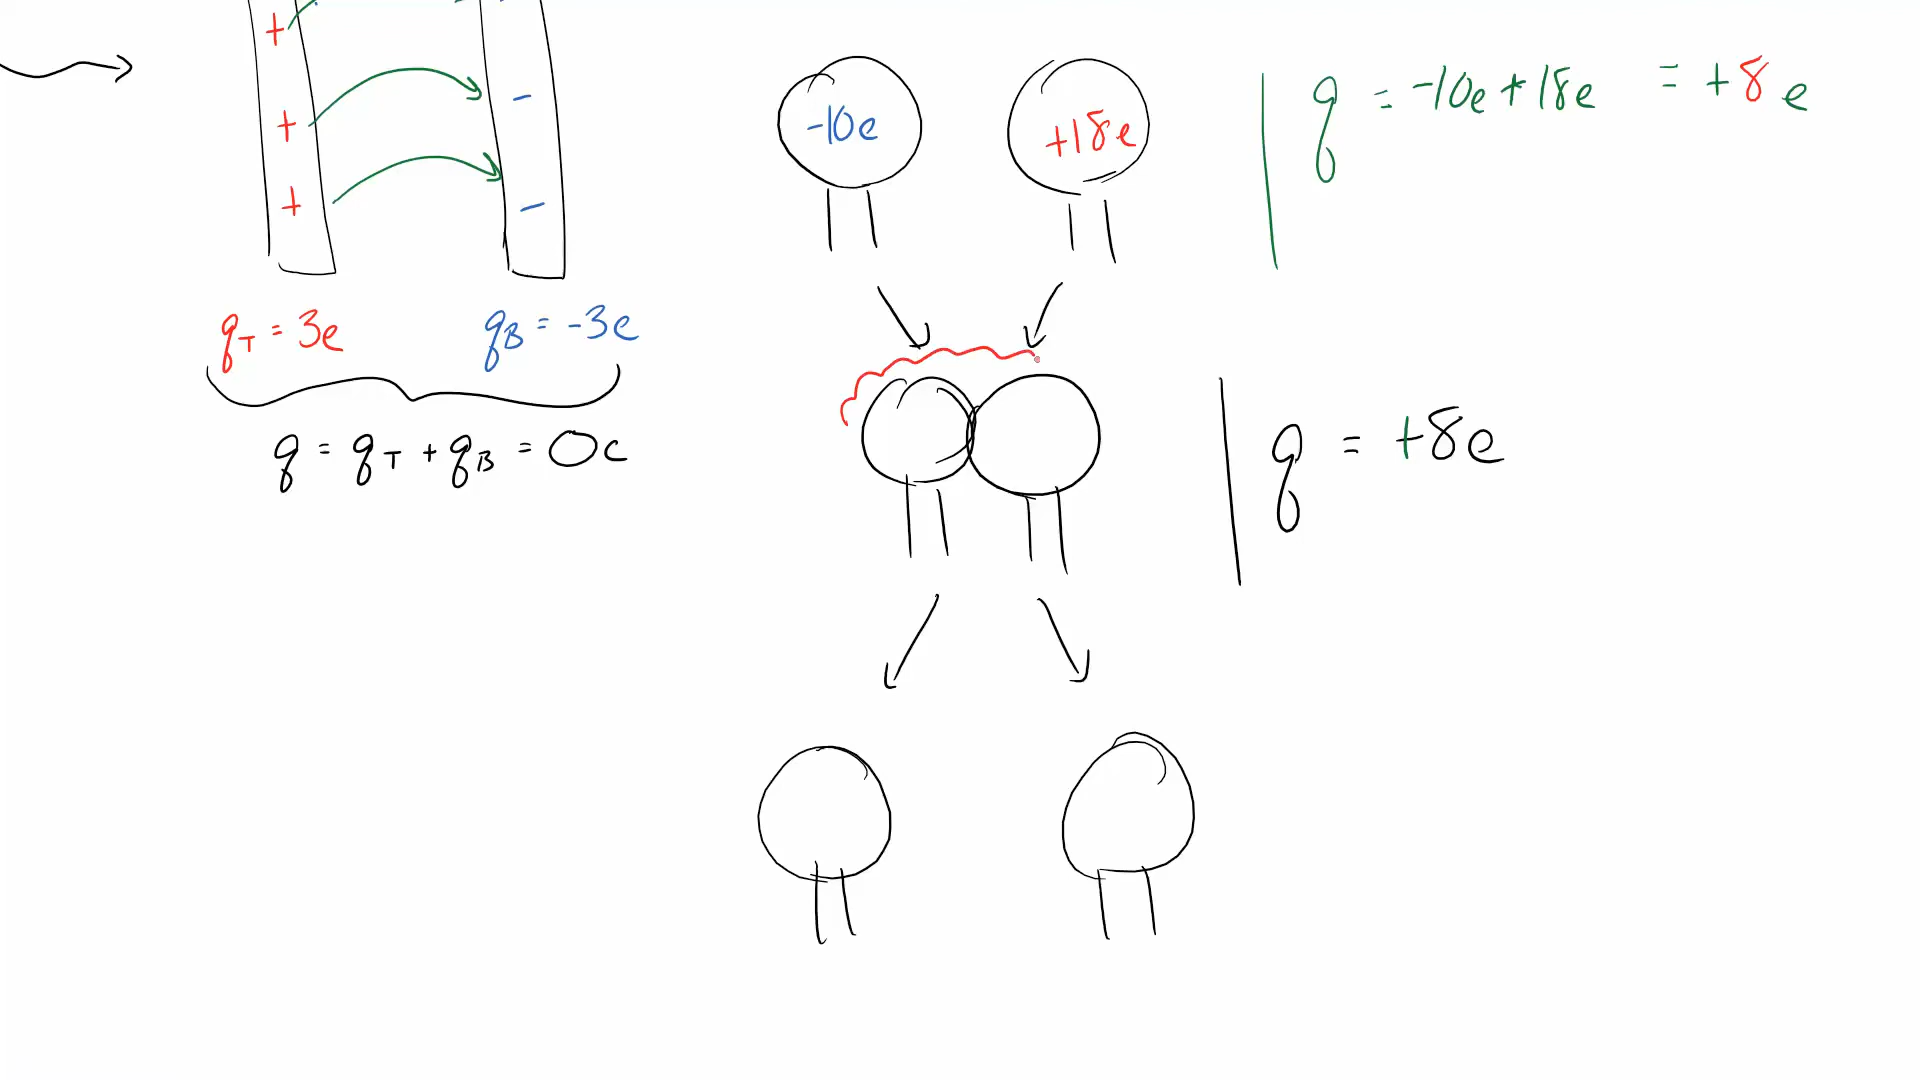 +
+ -
+ -
q_T = 3e q_B = -3e
q = q_T + q_B = 0c
-10e +18e
q = -10e + 18e = +8e
q = +8e